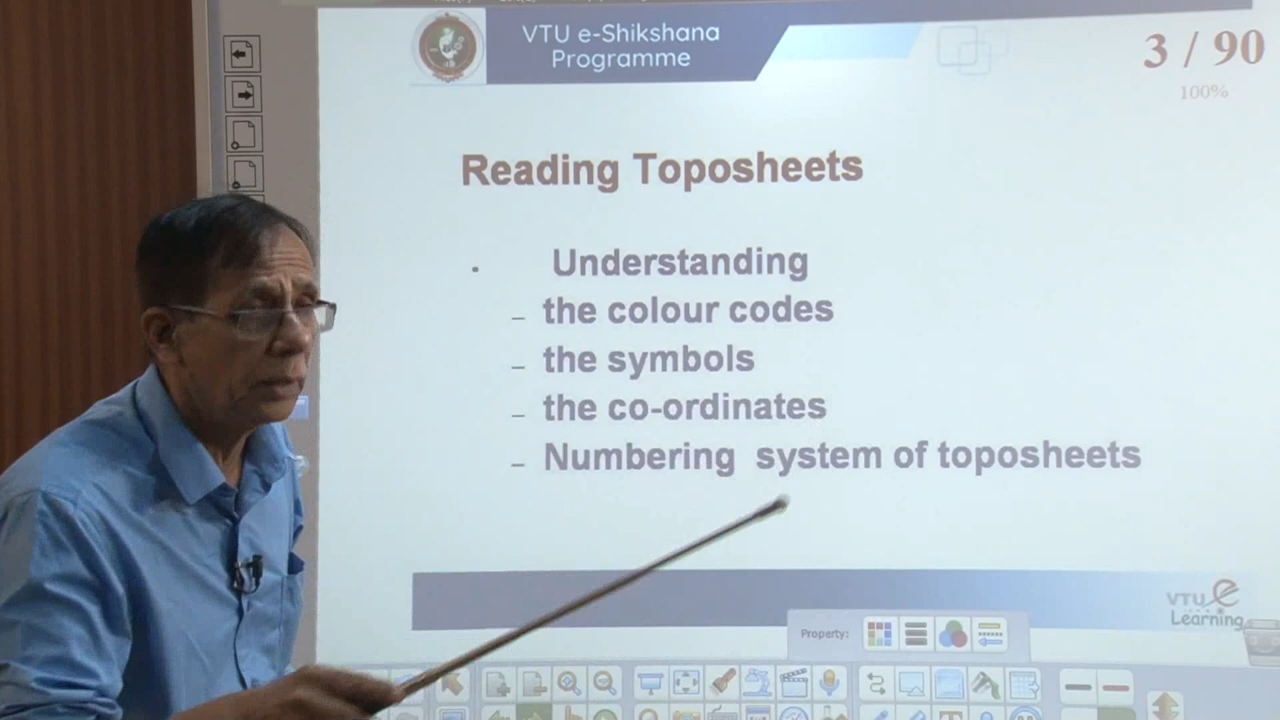 VTU e-Shikshana
Programme
3 / 90
100%
Reading Toposheets
· Understanding
– the colour codes
– the symbols
– the co-ordinates
– Numbering system of toposheets
VTU e
Learning
Property: